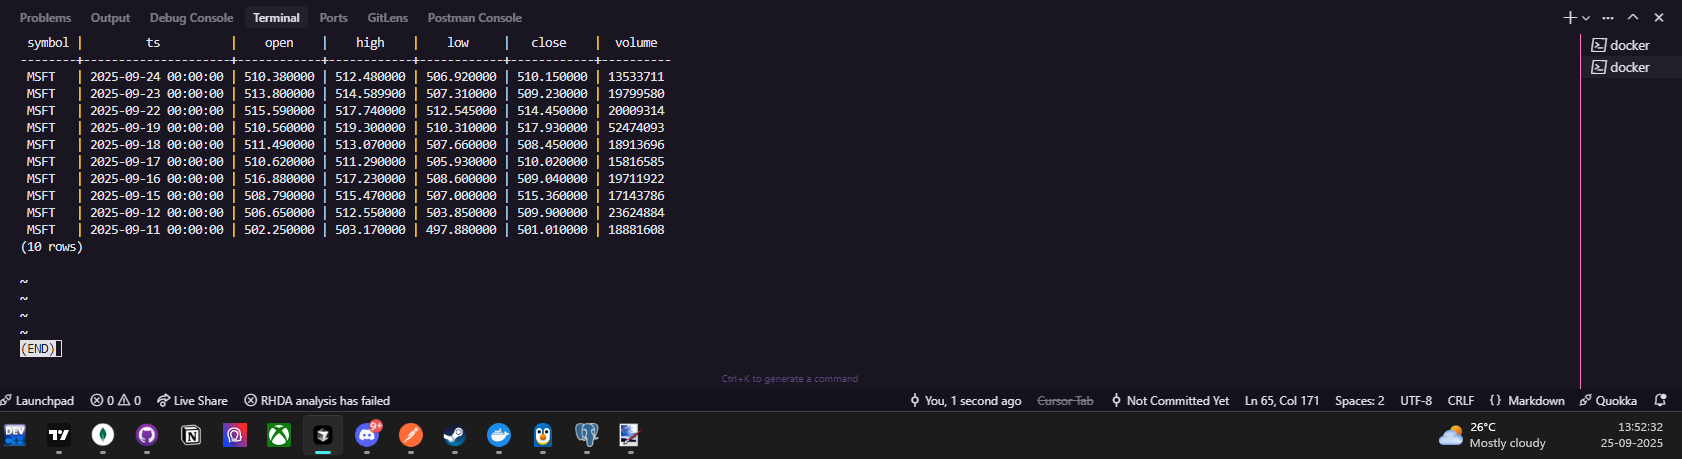 Problems Output Debug Console Terminal Ports GitLens Postman Console
symbol | ts | open | high | low | close | volume
--------+---------------------+------------+------------+------------+------------+----------
MSFT | 2025-09-24 00:00:00 | 510.380000 | 512.480000 | 506.920000 | 510.150000 | 13533711
MSFT | 2025-09-23 00:00:00 | 513.800000 | 514.589900 | 507.310000 | 509.230000 | 19799580
MSFT | 2025-09-22 00:00:00 | 515.590000 | 517.740000 | 512.545000 | 514.450000 | 20009314
MSFT | 2025-09-19 00:00:00 | 510.560000 | 519.300000 | 510.310000 | 517.930000 | 52474093
MSFT | 2025-09-18 00:00:00 | 511.490000 | 513.070000 | 507.660000 | 508.450000 | 18913696
MSFT | 2025-09-17 00:00:00 | 510.620000 | 511.290000 | 505.930000 | 510.020000 | 15816585
MSFT | 2025-09-16 00:00:00 | 516.880000 | 517.230000 | 508.600000 | 509.040000 | 19711922
MSFT | 2025-09-15 00:00:00 | 508.790000 | 515.470000 | 507.000000 | 515.360000 | 17143786
MSFT | 2025-09-12 00:00:00 | 506.650000 | 512.550000 | 503.850000 | 509.900000 | 23624884
MSFT | 2025-09-11 00:00:00 | 502.250000 | 503.170000 | 497.880000 | 501.010000 | 18881608
(10 rows)
~
~
~
~
(END)
docker
docker
Ctrl+K to generate a command
Launchpad 0 0 Live Share RHDA analysis has failed You, 1 second ago Cursor Tab Not Committed Yet Ln 65, Col 171 Spaces: 2 UTF-8 CRLF {} Markdown Quokka
DEV C++ 9+ 26°C 13:52:32
Mostly cloudy 25-09-2025